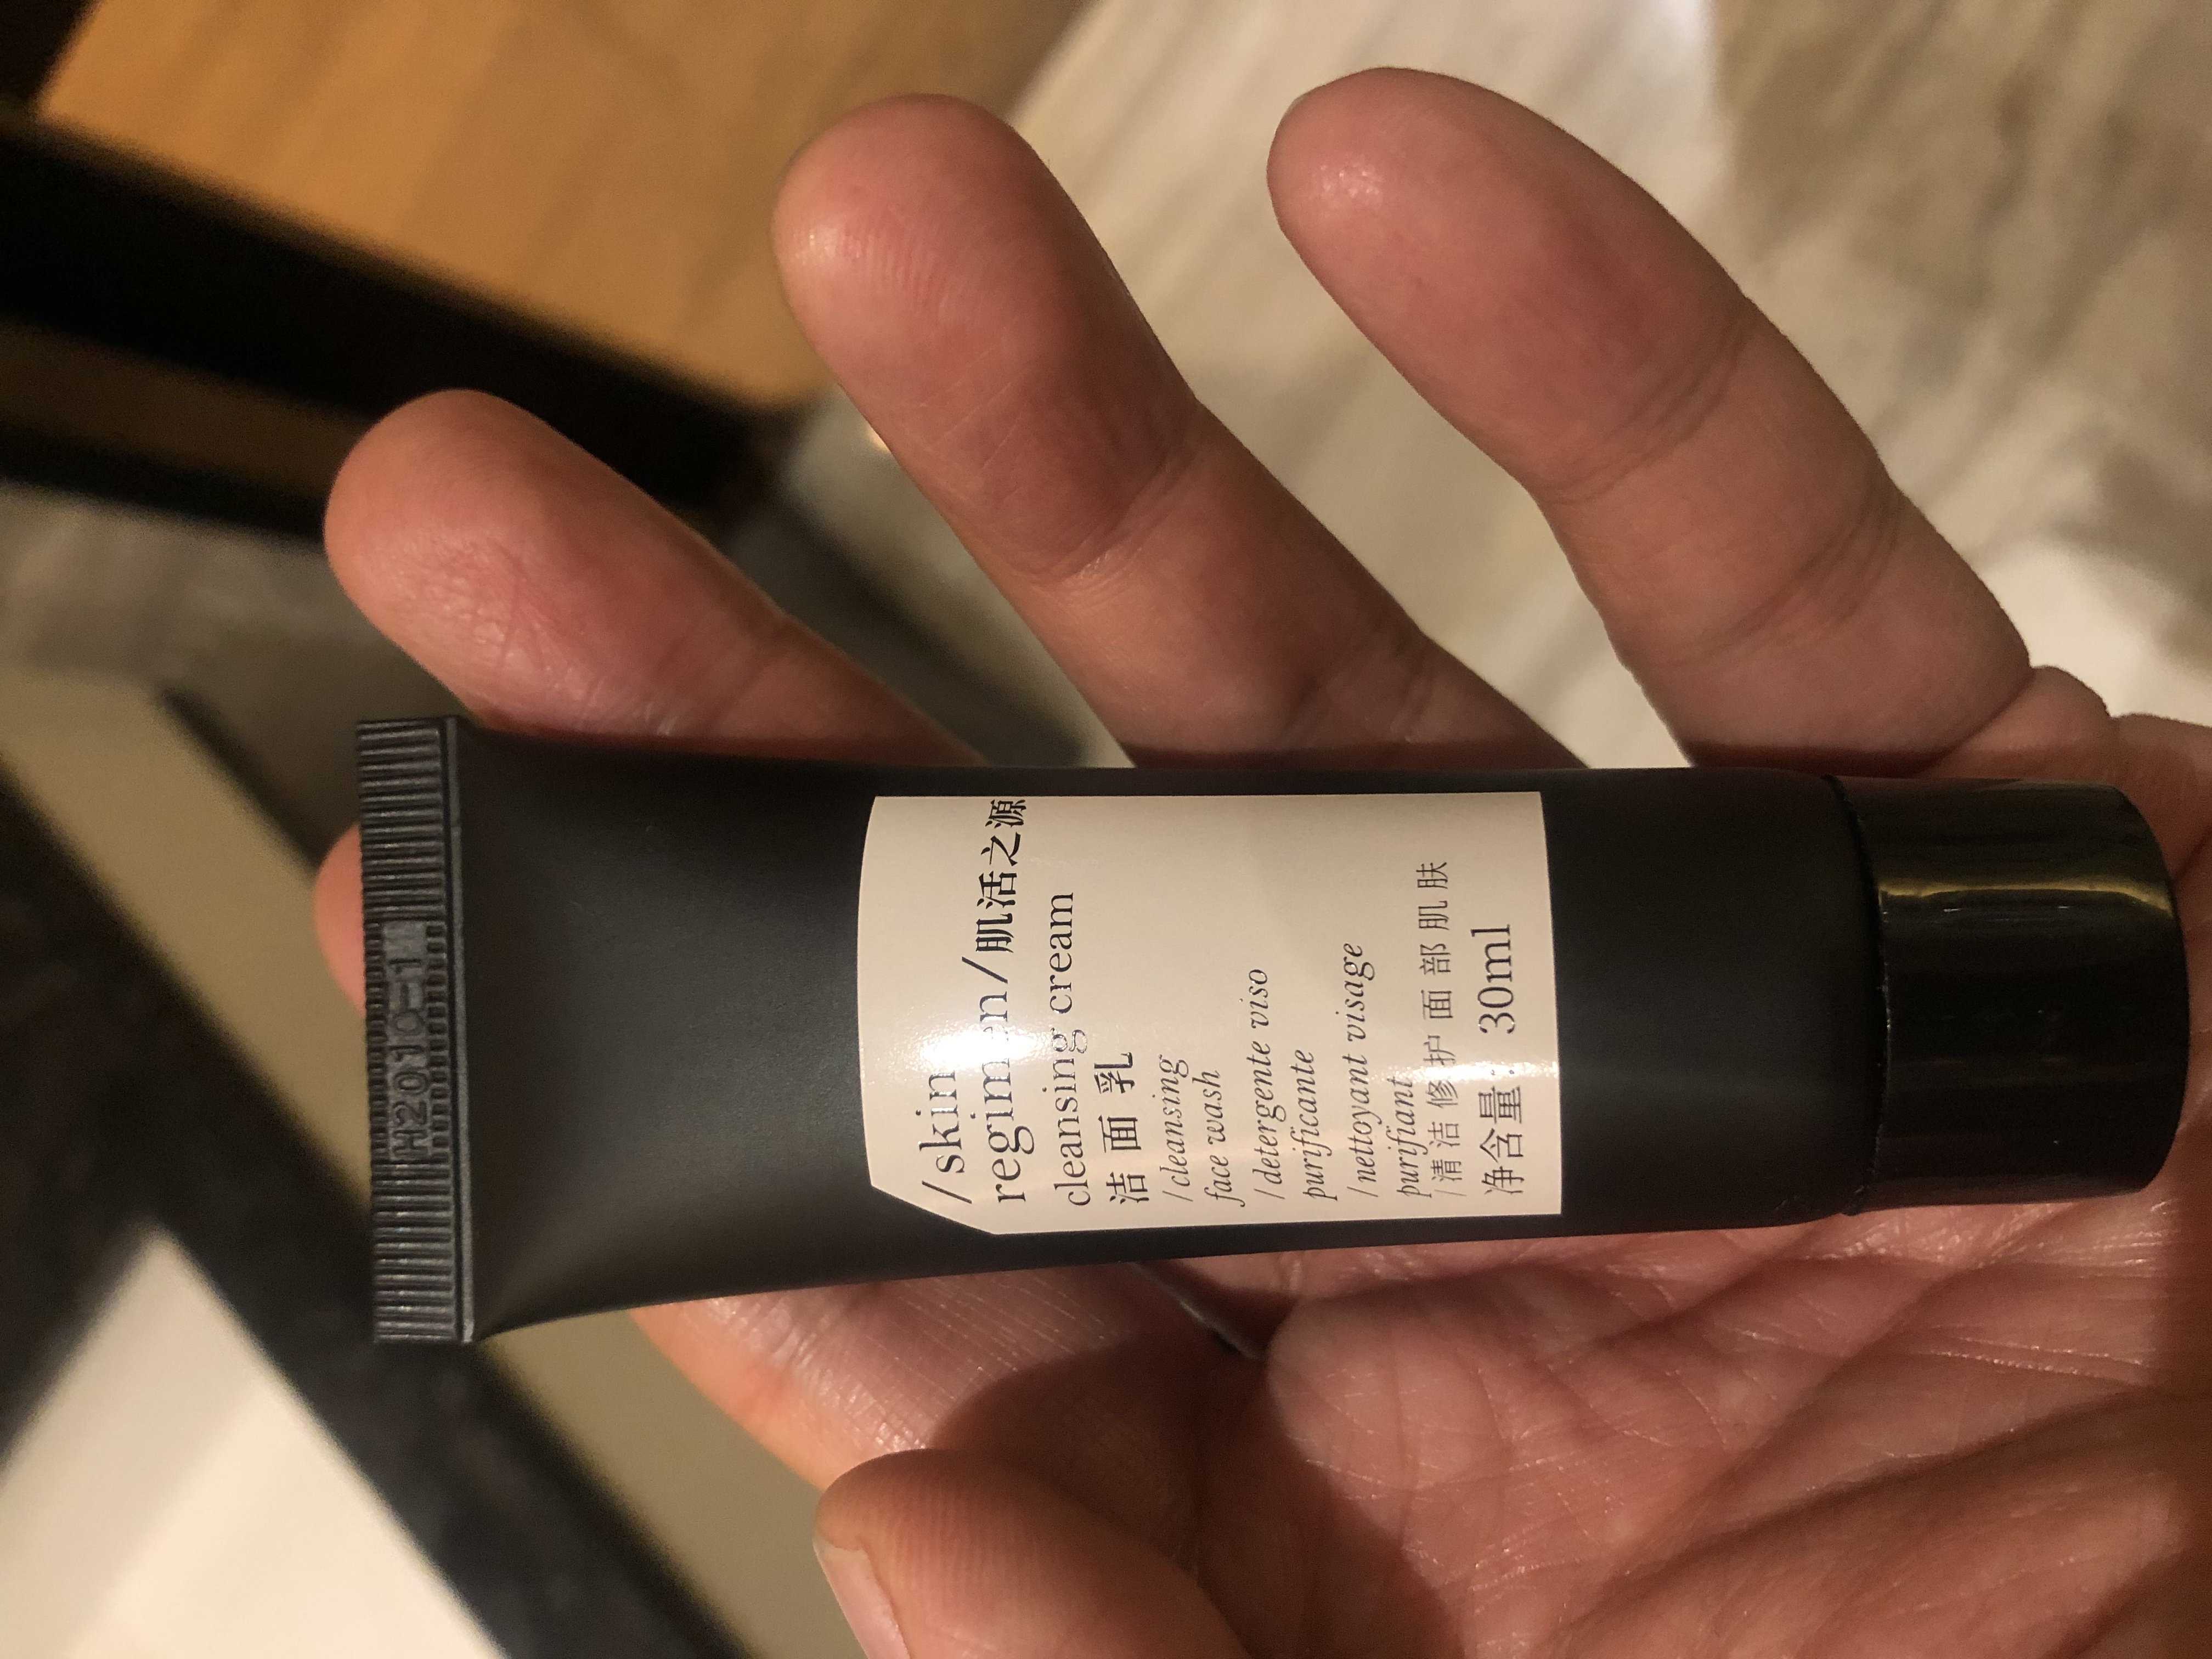 /skin
regimen/肌活之源
cleansing cream
洁面乳
/cleansing
face wash
/detergente viso
purificante
/nettoyant visage
purifiant
/清洁修护面部肌肤
净含量：30ml
H2010-1